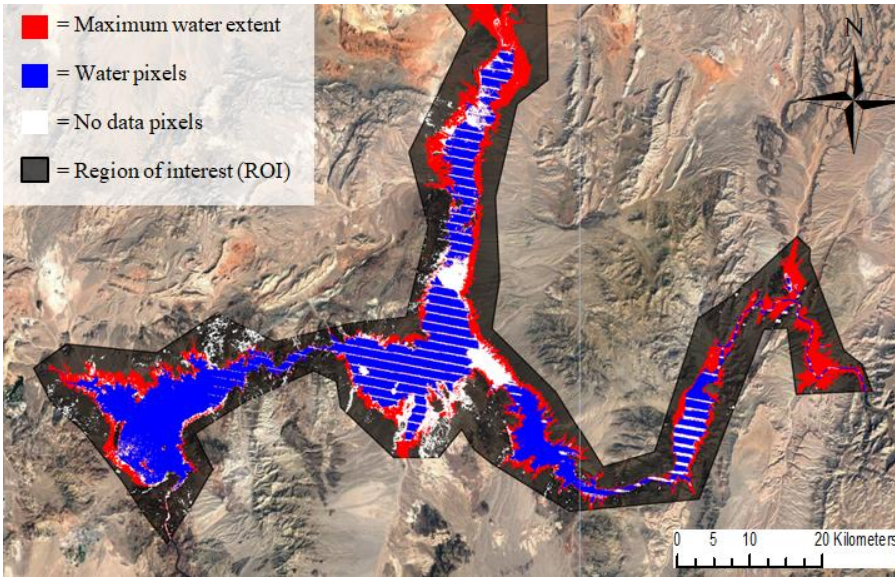 = Maximum water extent
= Water pixels
= No data pixels
= Region of interest (ROI)
N
0 5 10 20 Kilometers